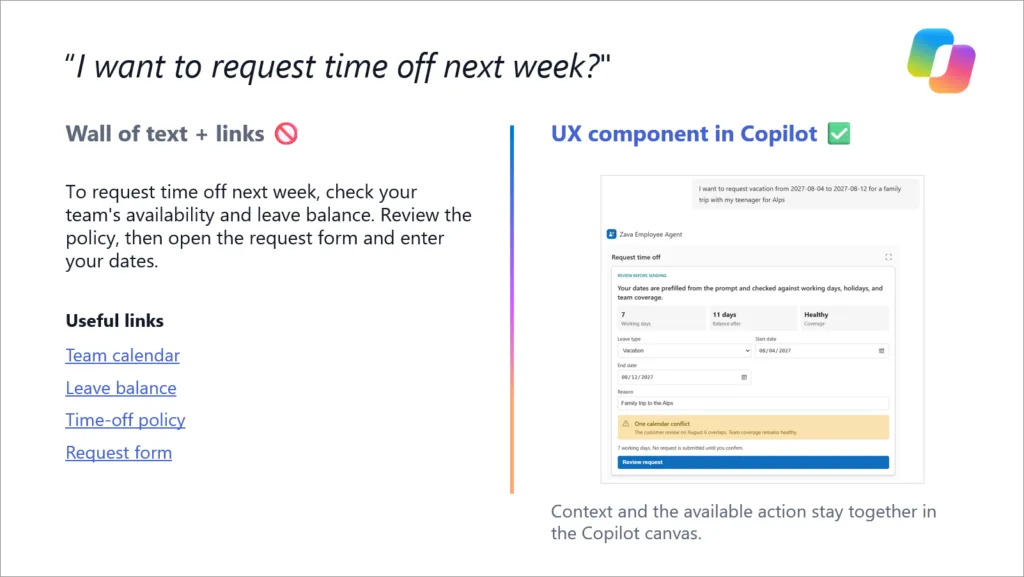 “I want to request time off next week?"
Wall of text + links
To request time off next week, check your
team's availability and leave balance. Review the
policy, then open the request form and enter
your dates.
Useful links
Team calendar
Leave balance
Time-off policy
Request form
UX component in Copilot
I want to request vacation from 2027-08-04 to 2027-08-12 for a family
trip with my teenager for Alps
Zava Employee Agent
Request time off
REVIEW BEFORE SENDING
Your dates are prefilled from the prompt and checked against working days, holidays, and
team coverage.
7
Working days
11 days
Balance after
Healthy
Coverage
Leave type
Vacation
Start date
08/04/2027
End date
08/12/2027
Reason
Family trip to the Alps
One calendar conflict
The customer review on August 6 overlaps. Team coverage remains healthy.
7 working days. No request is submitted until you confirm.
Review request
Context and the available action stay together in
the Copilot canvas.